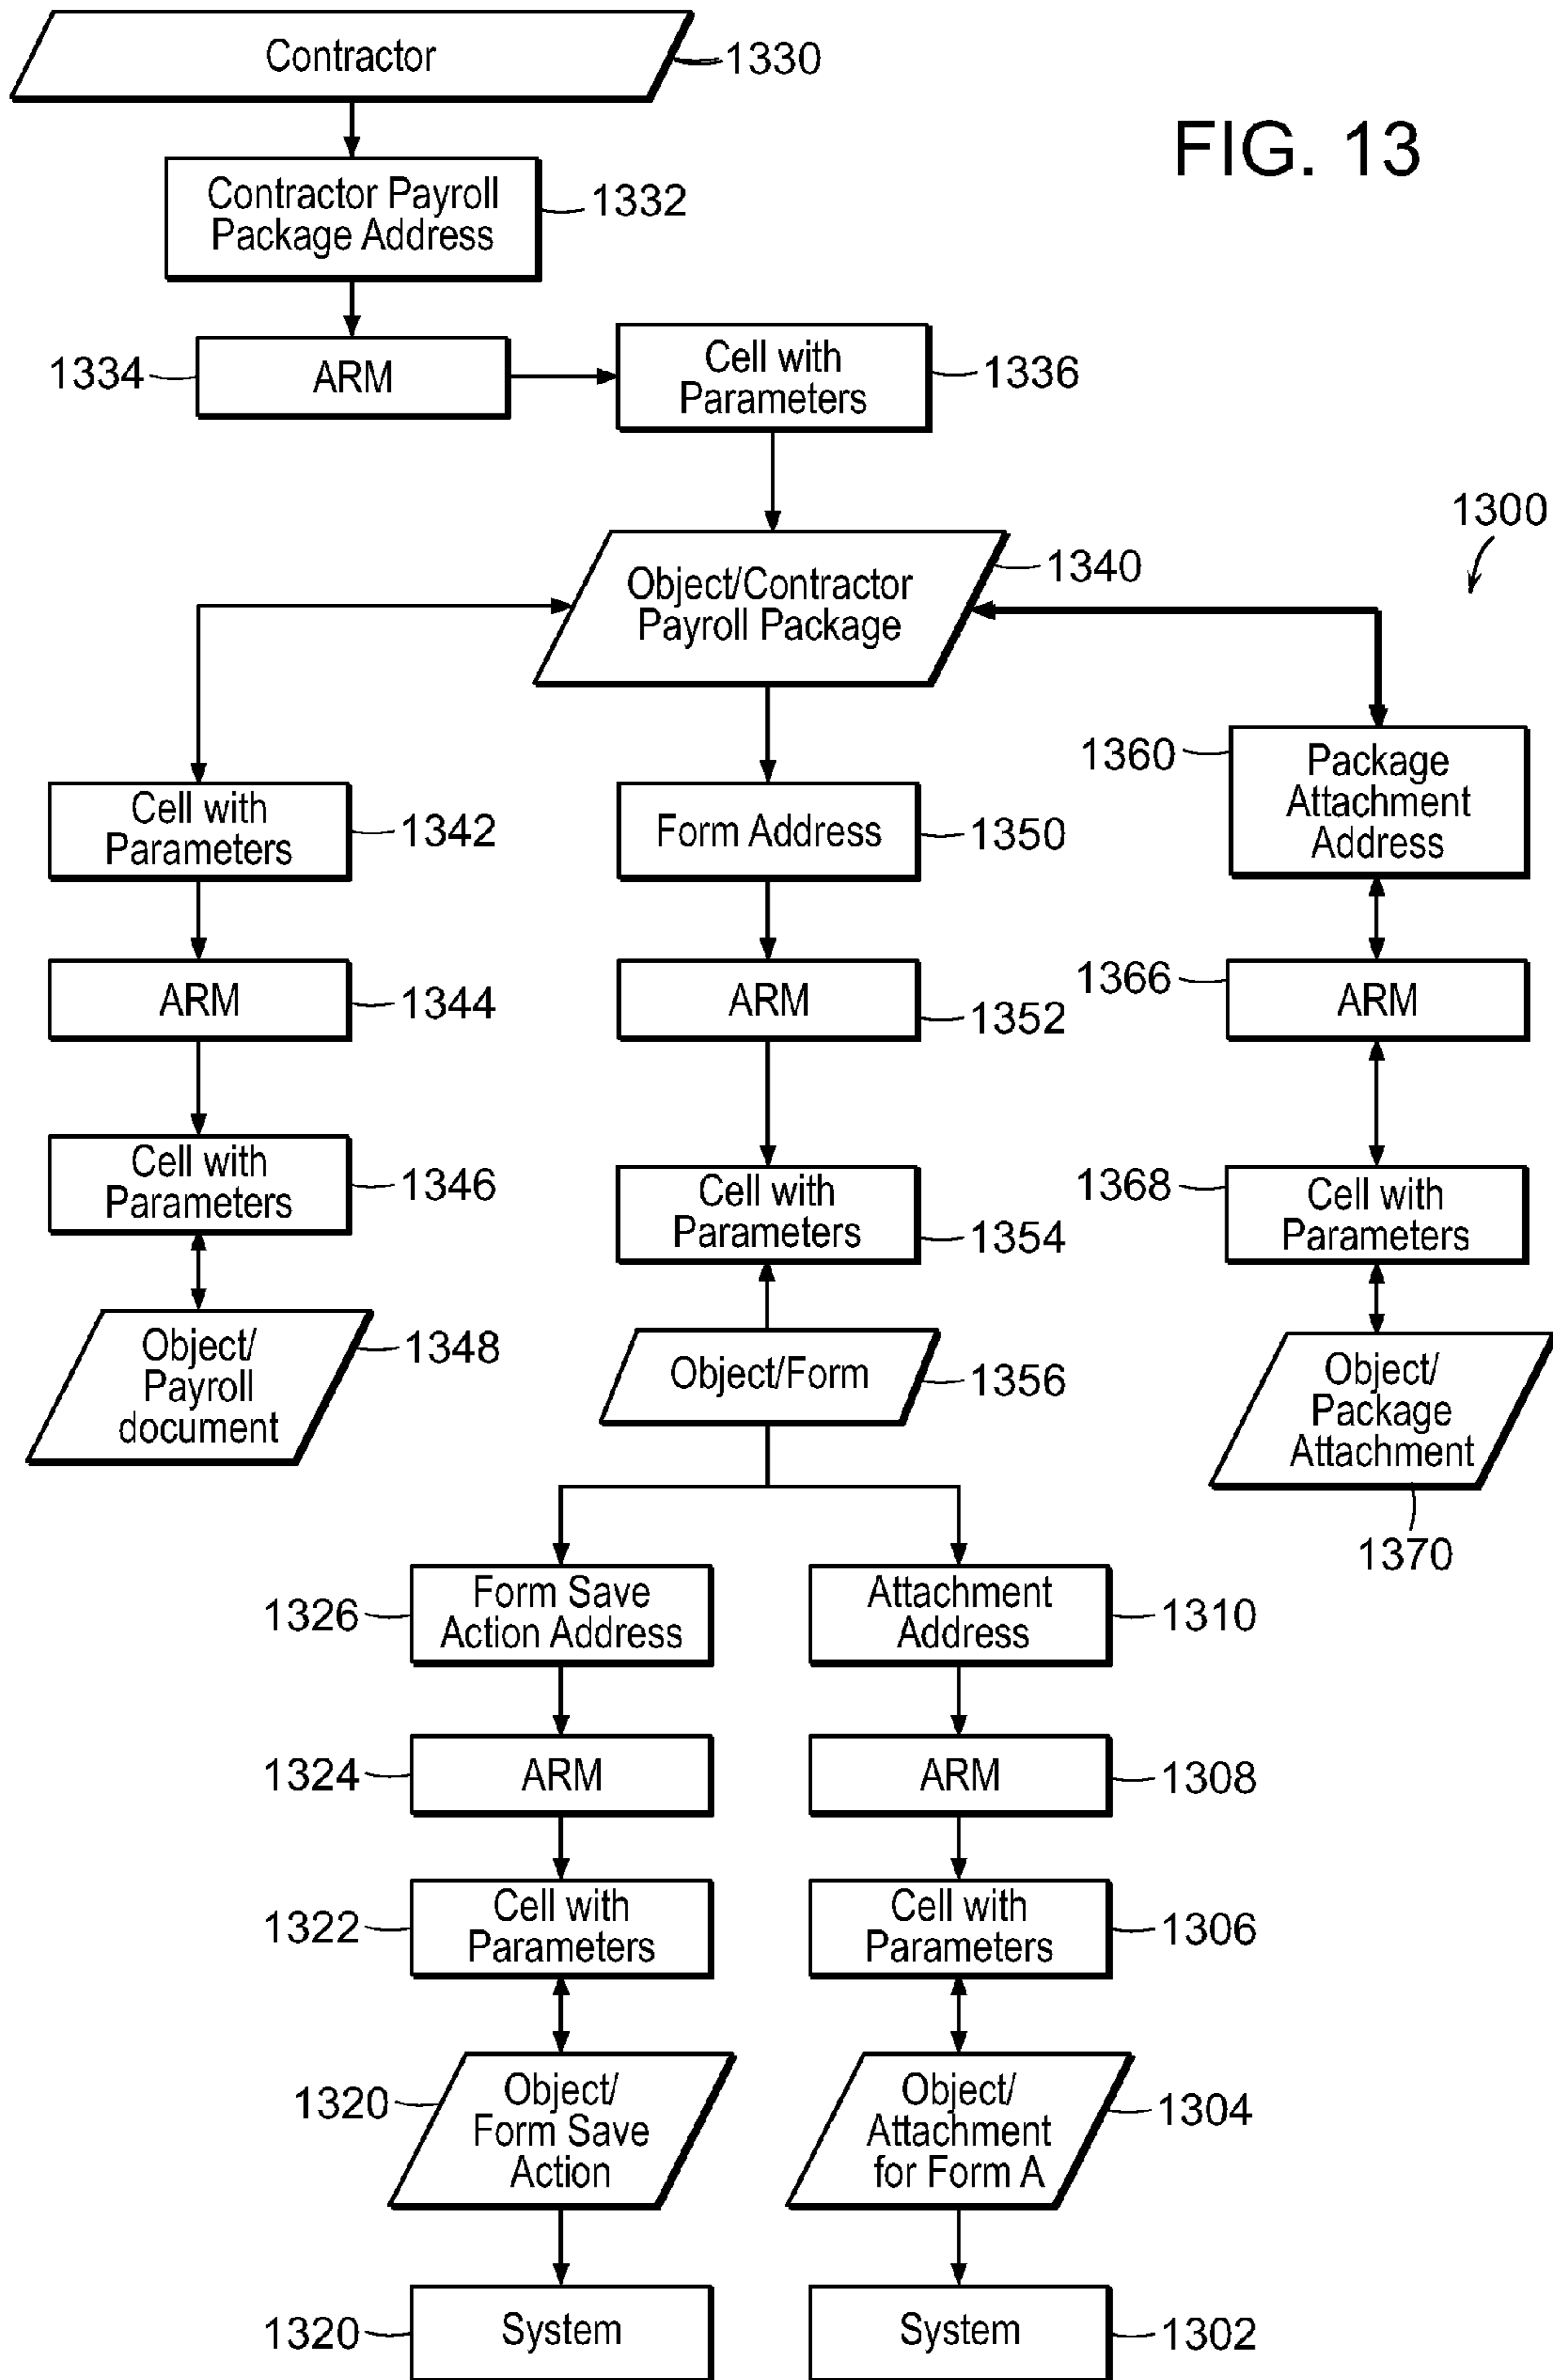 Contractor
1330
FIG. 13
Contractor Payroll
Package Address
1332
1334
ARM
Cell with
Parameters
1336
1300
Object/Contractor
Payroll Package
1340
Cell with
Parameters
1342
Form Address
1350
1360
Package
Attachment
Address
ARM
1344
ARM
1352
1366
ARM
Cell with
Parameters
1346
Cell with
Parameters
1354
1368
Cell with
Parameters
Object/
Payroll
document
1348
Object/Form
1356
Object/
Package
Attachment
1370
1326
Form Save
Action Address
Attachment
Address
1310
1324
ARM
ARM
1308
1322
Cell with
Parameters
Cell with
Parameters
1306
1320
Object/
Form Save
Action
Object/
Attachment
for Form A
1304
1320
System
System
1302